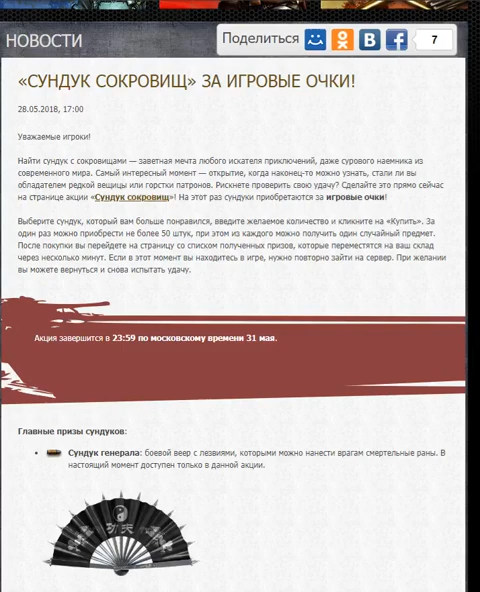 НОВОСТИ
Поделиться
7
«СУНДУК СОКРОВИЩ» ЗА ИГРОВЫЕ ОЧКИ!
28.05.2018, 17:00
Уважаемые игроки!
Найти сундук с сокровищами — заветная мечта любого искателя приключений, даже сурового наемника из
современного мира. Самый интересный момент — открытие, когда наконец-то можно узнать, стали ли вы
обладателем редкой вещицы или горстки патронов. Рискнете проверить свою удачу? Сделайте это прямо сейчас
на странице акции «Сундук сокровищ»! На этот раз сундуки приобретаются за игровые очки!
Выберите сундук, который вам больше понравился, введите желаемое количество и кликните на «Купить». За
один раз можно приобрести не более 50 штук, при этом из каждого можно получить один случайный предмет.
После покупки вы перейдете на страницу со списком полученных призов, которые переместятся на ваш склад
через несколько минут. Если в этот момент вы находитесь в игре, нужно повторно зайти на сервер. При желании
вы можете вернуться и снова испытать удачу.
Акция завершится в 23:59 по московскому времени 31 мая.
Главные призы сундуков:
Сундук генерала: боевой веер с лезвиями, которыми можно нанести врагам смертельные раны. В
настоящий момент доступен только в данной акции.
功夫